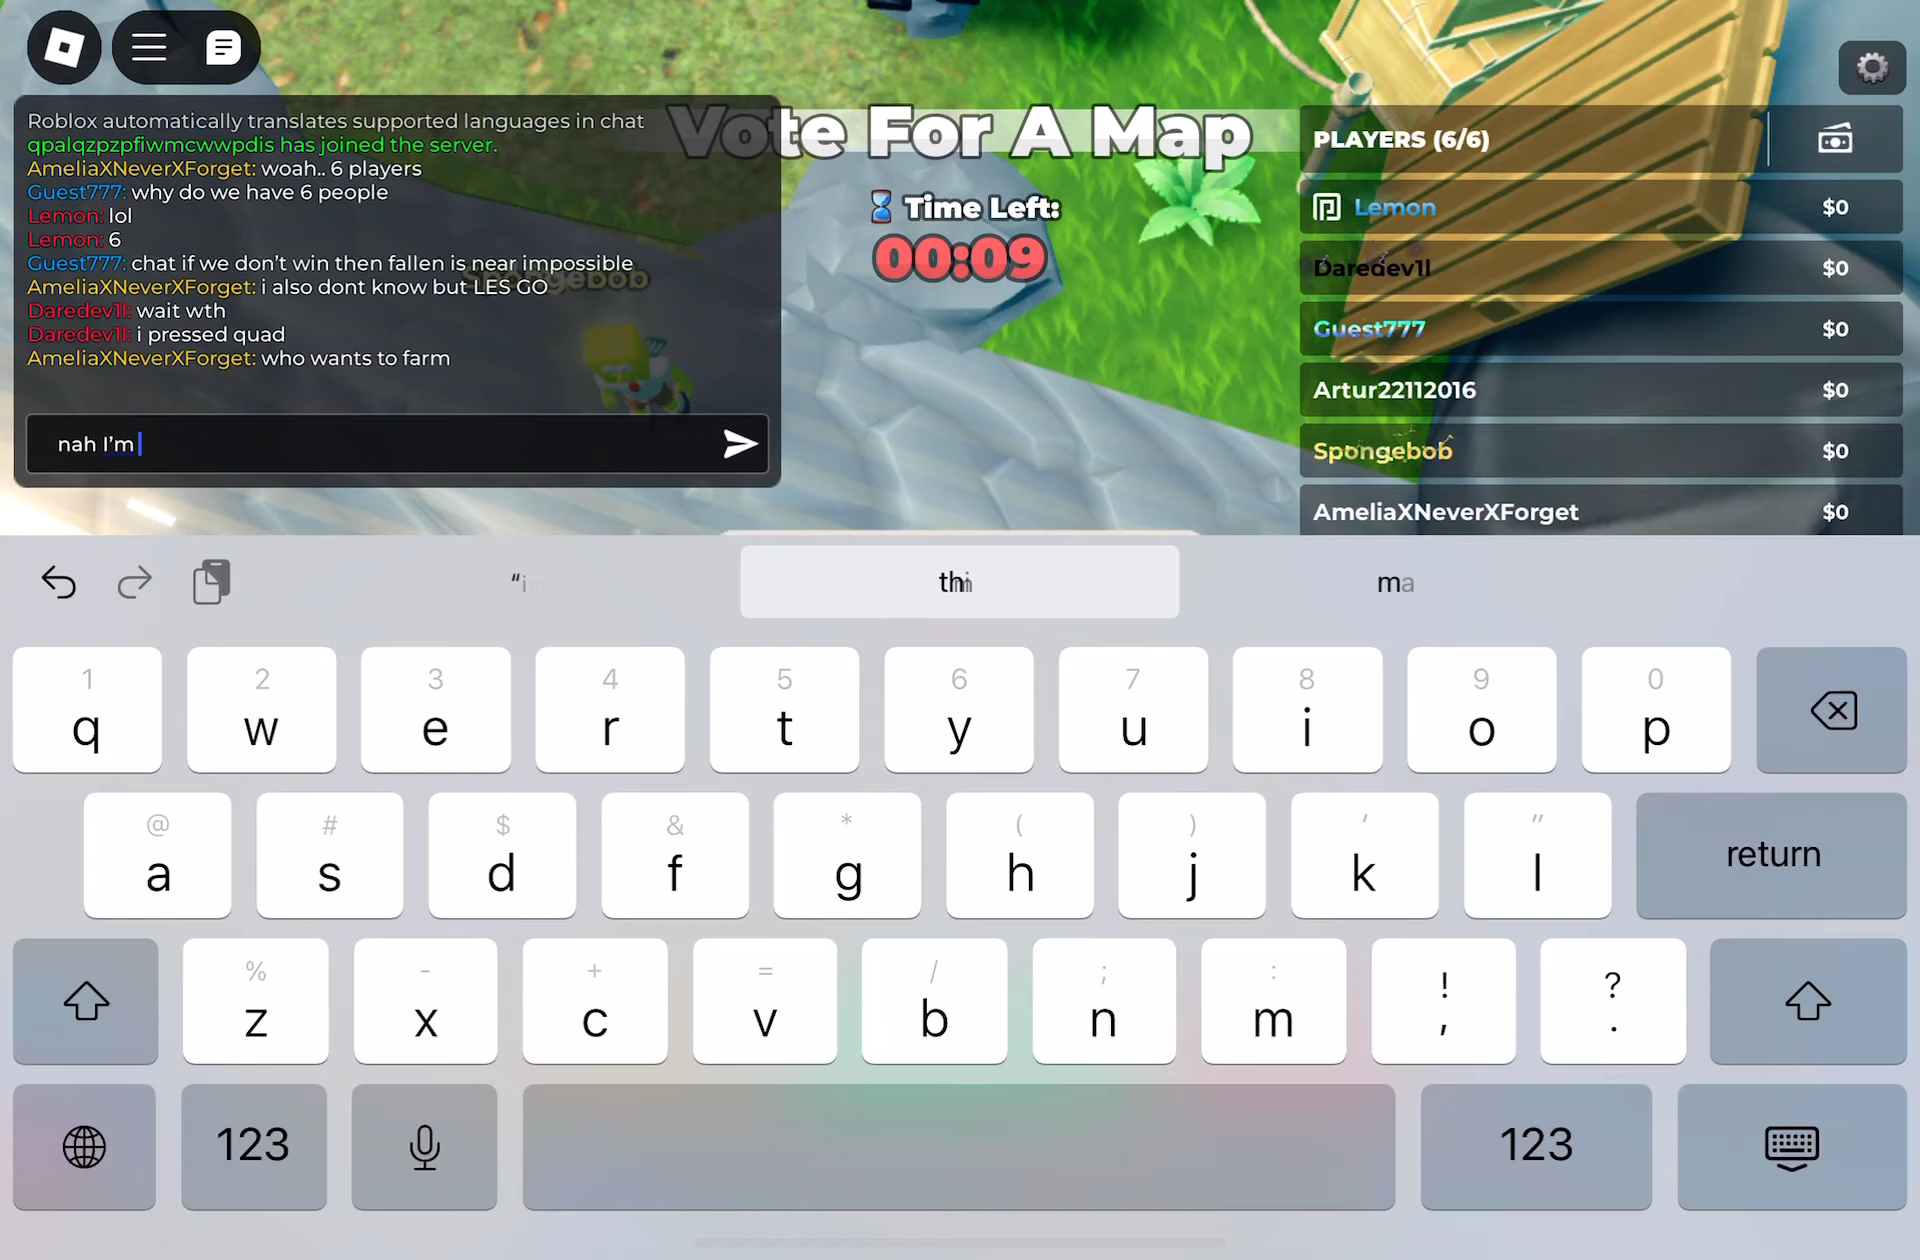 Roblox automatically translates supported languages in chat
qpalqzpzpfiwmcwwpdis has joined the server.
AmeliaXNeverXForget: woah.. 6 players
Guest777: why do we have 6 people
Lemon: lol
Lemon: 6
Guest777: chat if we don't win then fallen is near impossible
AmeliaXNeverXForget: i also dont know but LES GO
Daredev1l: wait wth
Daredev1l: i pressed quad
AmeliaXNeverXForget: who wants to farm
nah I'm
Spongebob
Vote For A Map
Time Left:
00:09
PLAYERS (6/6)
Lemon $0
Daredev1l $0
Guest777 $0
Artur22112016 $0
Spongebob $0
AmeliaXNeverXForget $0
1 2 3 4 5 6 7 8 9 0
q w e r t y u i o p
@ # $ & * ( ) ' "
a s d f g h j k l return
% - + = / ; : ! ?
z x c v b n m , .
123 123